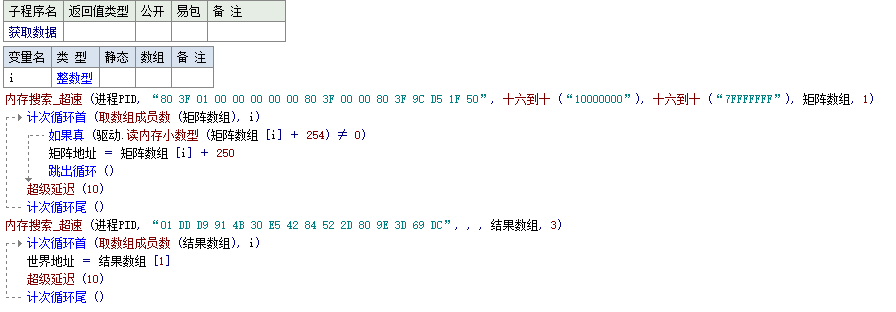 子程序名 返回值类型 公开 易包 备 注
获取数据
变量名 类 型 静态 数组 备 注
i 整数型
内存搜索_超速 (进程PID, “80 3F 01 00 00 00 00 00 80 3F 00 00 80 3F 9C D5 1F 50”, 十六到十 (“10000000”), 十六到十 (“7FFFFFFF”), 矩阵数组, 1)
计次循环首 (取数组成员数 (矩阵数组), i)
如果真 (驱动.读内存小数型 (矩阵数组 [i] + 254) ≠ 0)
矩阵地址 = 矩阵数组 [i] + 250
跳出循环 ()
超级延迟 (10)
计次循环尾 ()
内存搜索_超速 (进程PID, “01 DD D9 91 4B 30 E5 42 84 52 2D 80 9E 3D 69 DC”, , , 结果数组, 3)
计次循环首 (取数组成员数 (结果数组), i)
世界地址 = 结果数组 [1]
超级延迟 (10)
计次循环尾 ()